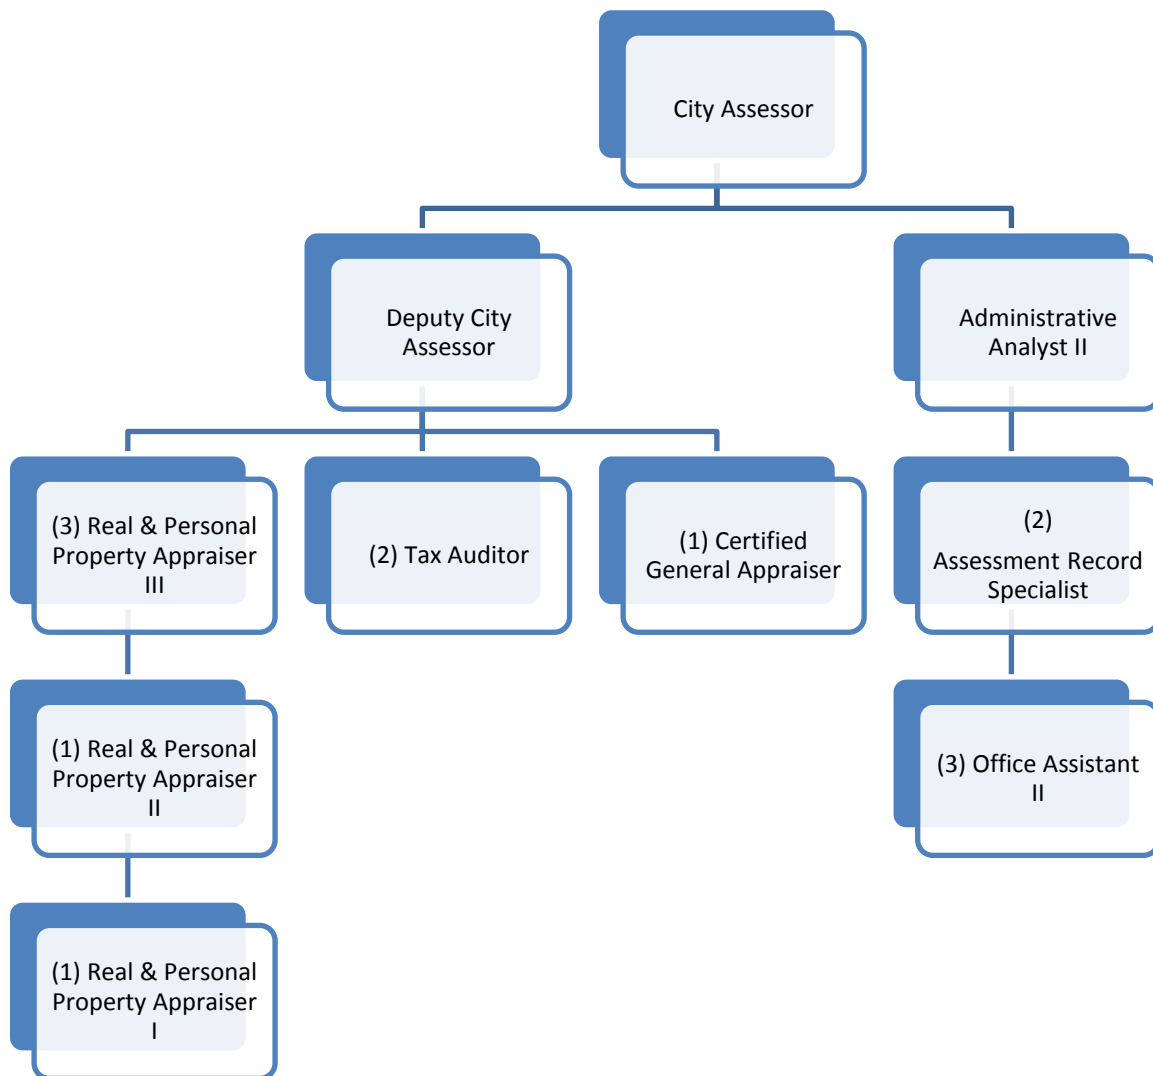 City Assessor
Deputy City
Assessor
Administrative
Analyst II
(3) Real & Personal
Property Appraiser
III
(2) Tax Auditor
(1) Certified
General Appraiser
(2)
Assessment Record
Specialist
(1) Real & Personal
Property Appraiser
II
(3) Office Assistant
II
(1) Real & Personal
Property Appraiser
I